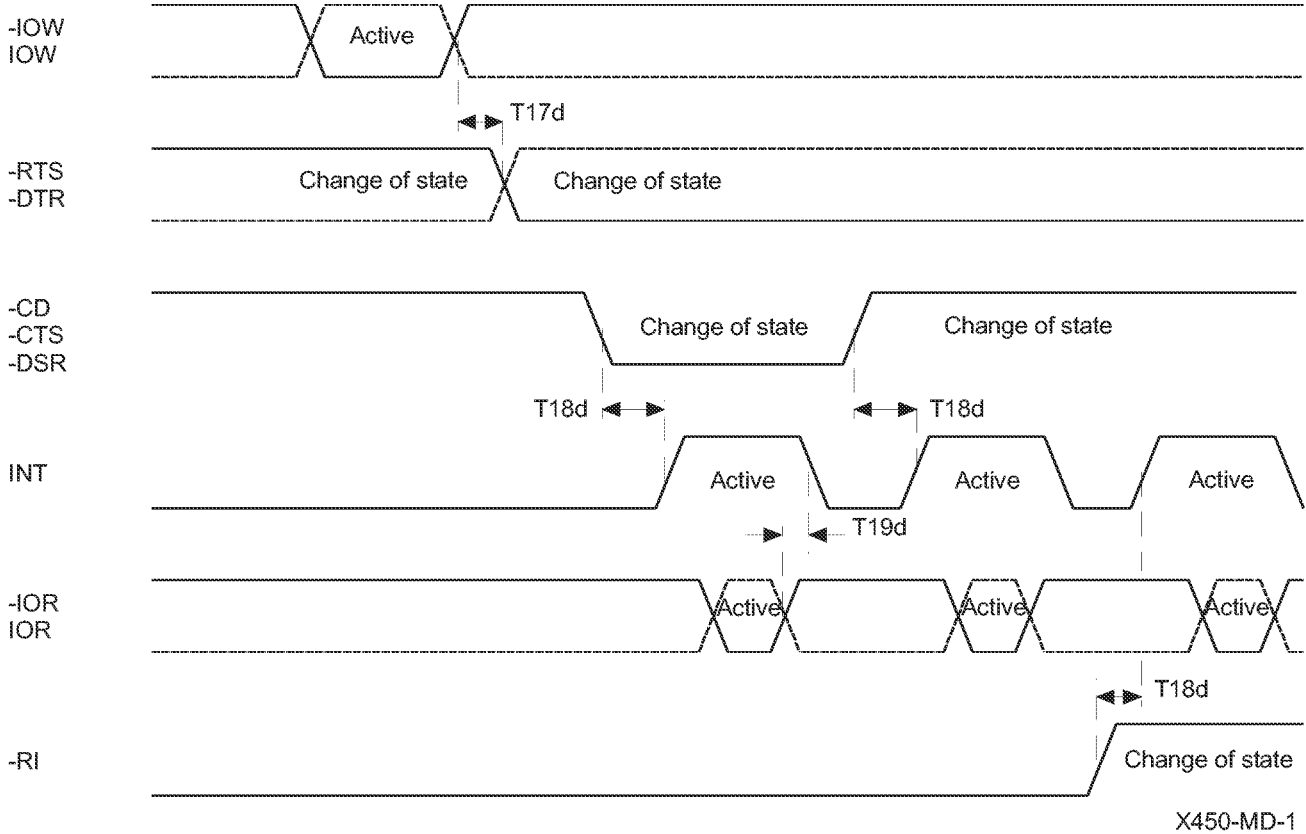 -IOW
IOW
Active
T17d
-RTS
-DTR
Change of state
Change of state
-CD
-CTS
-DSR
Change of state
Change of state
T18d
T18d
INT
Active
Active
Active
T19d
-IOR
IOR
Active
Active
Active
T18d
-RI
Change of state
X450-MD-1